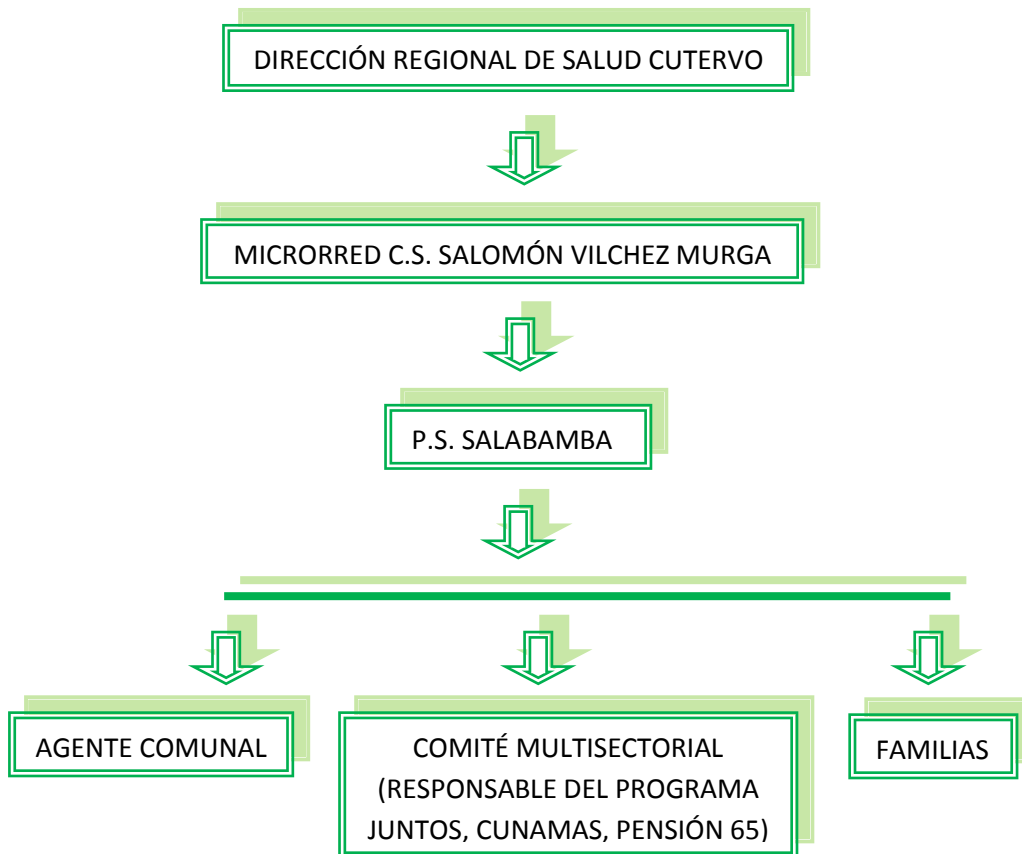 DIRECCIÓN REGIONAL DE SALUD CUTERVO
MICRORRED C.S. SALOMÓN VILCHEZ MURGA
P.S. SALABAMBA
AGENTE COMUNAL
COMITÉ MULTISECTORIAL
(RESPONSABLE DEL PROGRAMA
JUNTOS, CUNAMAS, PENSIÓN 65)
FAMILIAS